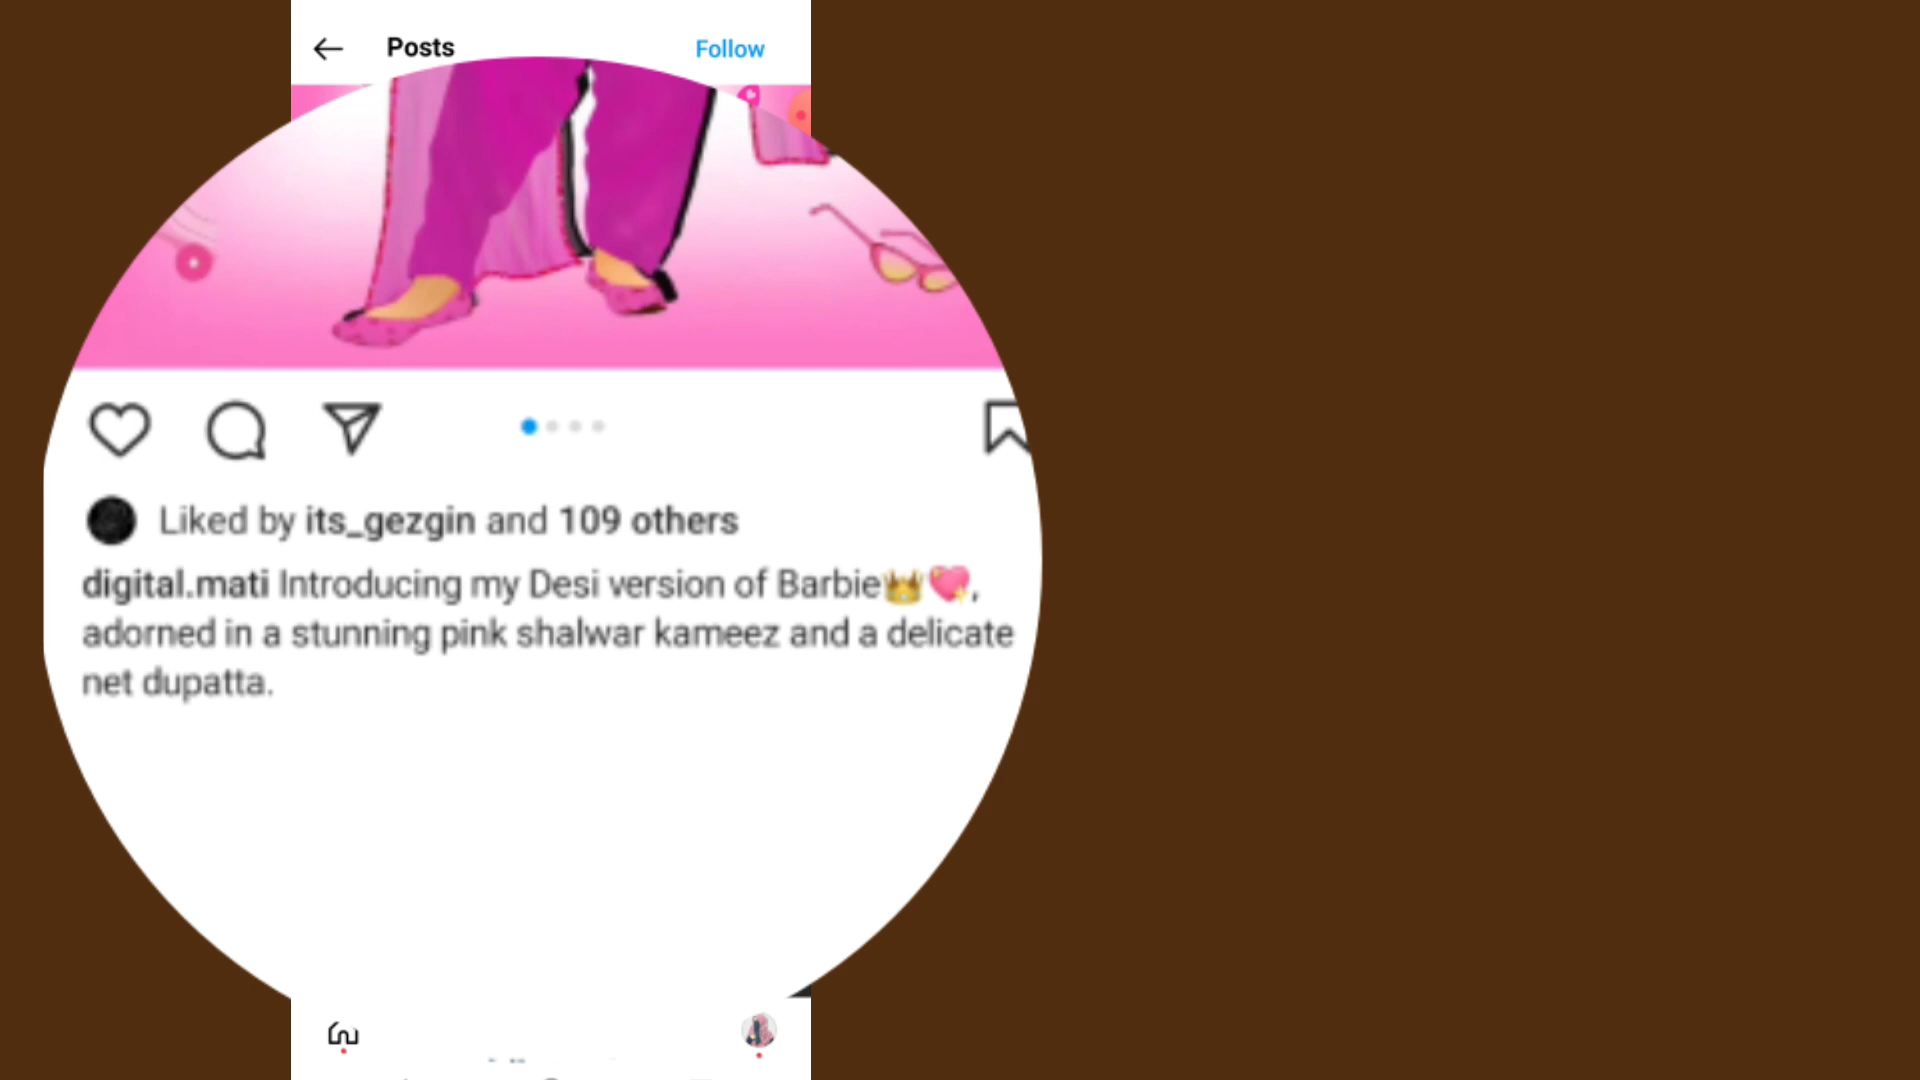 Posts
Follow
Liked by its_gezgin and 109 others
digital.mati Introducing my Desi version of Barbie👑💖,
adorned in a stunning pink shalwar kameez and a delicate
net dupatta.